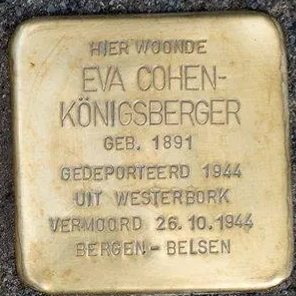 HIER WOONDE
EVA COHEN-
KÖNIGSBERGER
GEB. 1891
GEDEPORTEERD 1944
UIT WESTERBORK
VERMOORD 26.10.1944
BERGEN-BELSEN